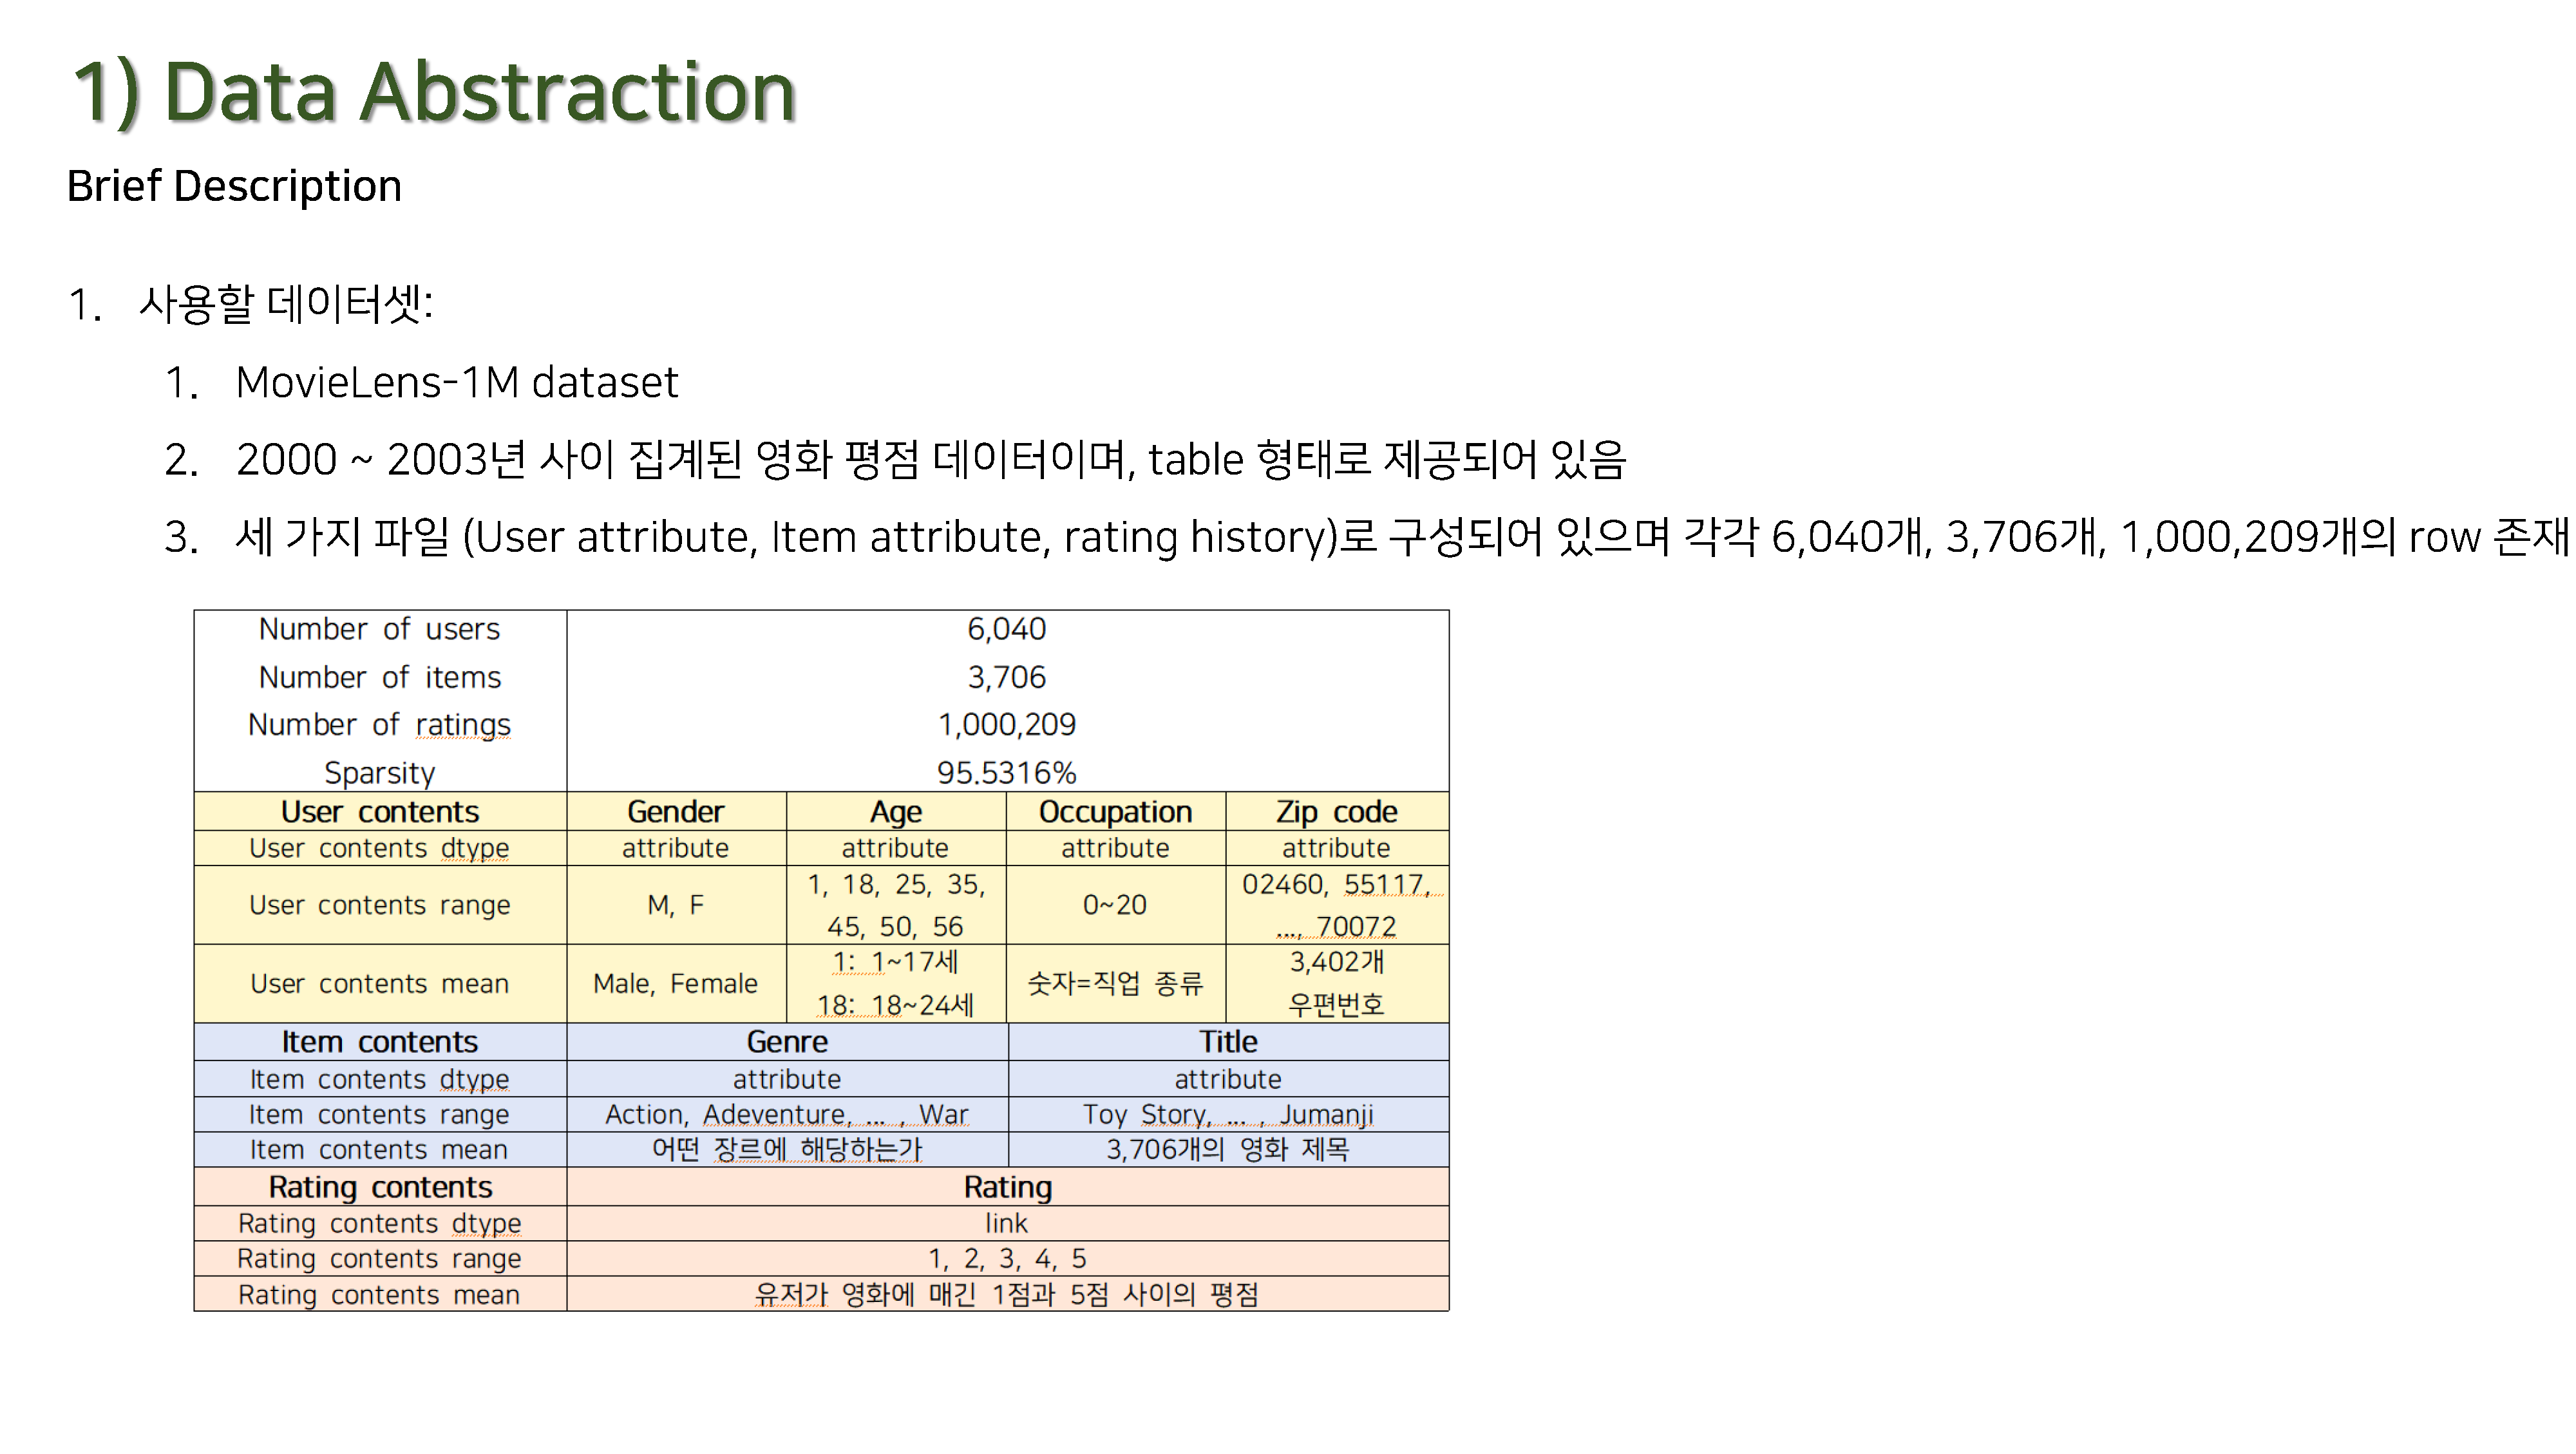 1) Data Abstraction
Brief Description
1. 사용할 데이터셋:
1. MovieLens-1M dataset
2. 2000 ~ 2003년 사이 집계된 영화 평점 데이터이며, table 형태로 제공되어 있음
3. 세 가지 파일 (User attribute, Item attribute, rating history)로 구성되어 있으며 각각 6,040개, 3,706개, 1,000,209개의 row 존재
Number of users 6,040
Number of items 3,706
Number of ratings 1,000,209
Sparsity 95.5316%
User contents Gender Age Occupation Zip code
User contents dtype attribute attribute attribute attribute
User contents range M, F 1, 18, 25, 35, 45, 50, 56 0~20 02460, 55117, ..., 70072
User contents mean Male, Female 1: 1~17세 18: 18~24세 숫자=직업 종류 3,402개 우편번호
Item contents Genre Title
Item contents dtype attribute attribute
Item contents range Action, Adeventure, ... , War Toy Story, ... , Jumanji
Item contents mean 어떤 장르에 해당하는가 3,706개의 영화 제목
Rating contents Rating
Rating contents dtype link
Rating contents range 1, 2, 3, 4, 5
Rating contents mean 유저가 영화에 매긴 1점과 5점 사이의 평점